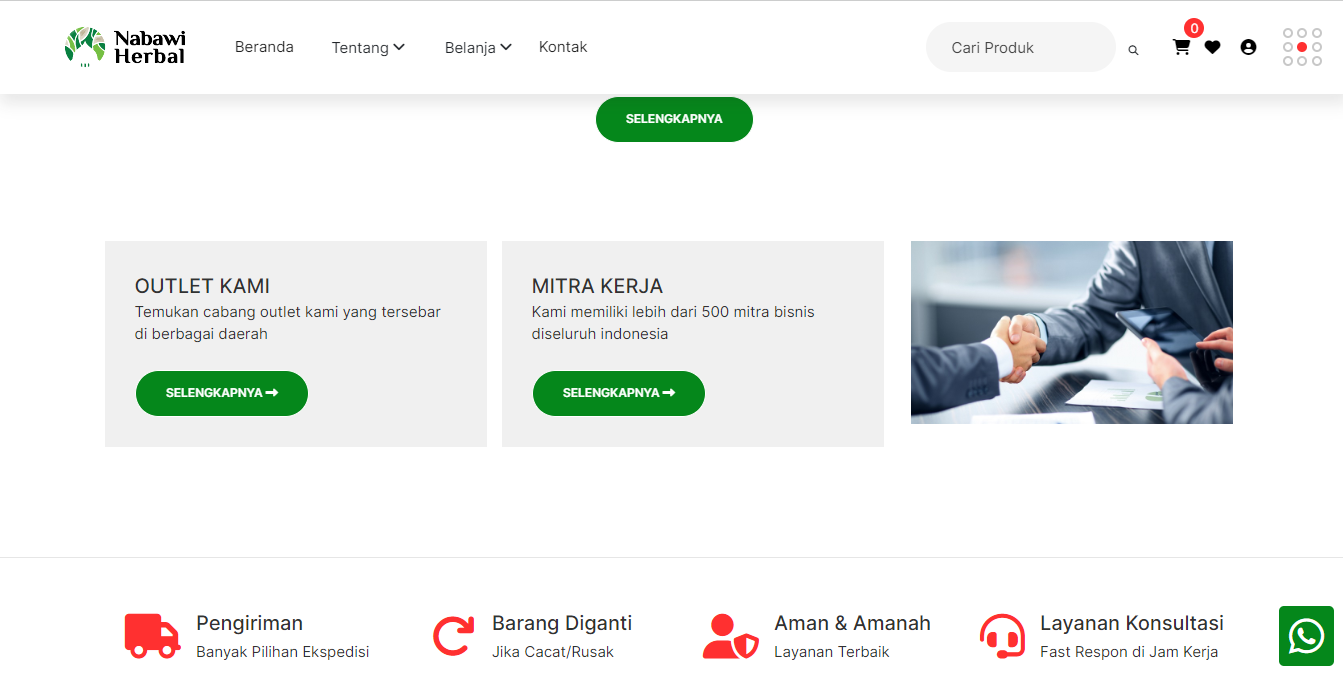 Nabawi
Herbal
Beranda
Tentang
Belanja
Kontak
Cari Produk
0
SELENGKAPNYA
OUTLET KAMI
Temukan cabang outlet kami yang tersebar
di berbagai daerah
SELENGKAPNYA
MITRA KERJA
Kami memiliki lebih dari 500 mitra bisnis
diseluruh indonesia
SELENGKAPNYA
Pengiriman
Banyak Pilihan Ekspedisi
Barang Diganti
Jika Cacat/Rusak
Aman & Amanah
Layanan Terbaik
Layanan Konsultasi
Fast Respon di Jam Kerja